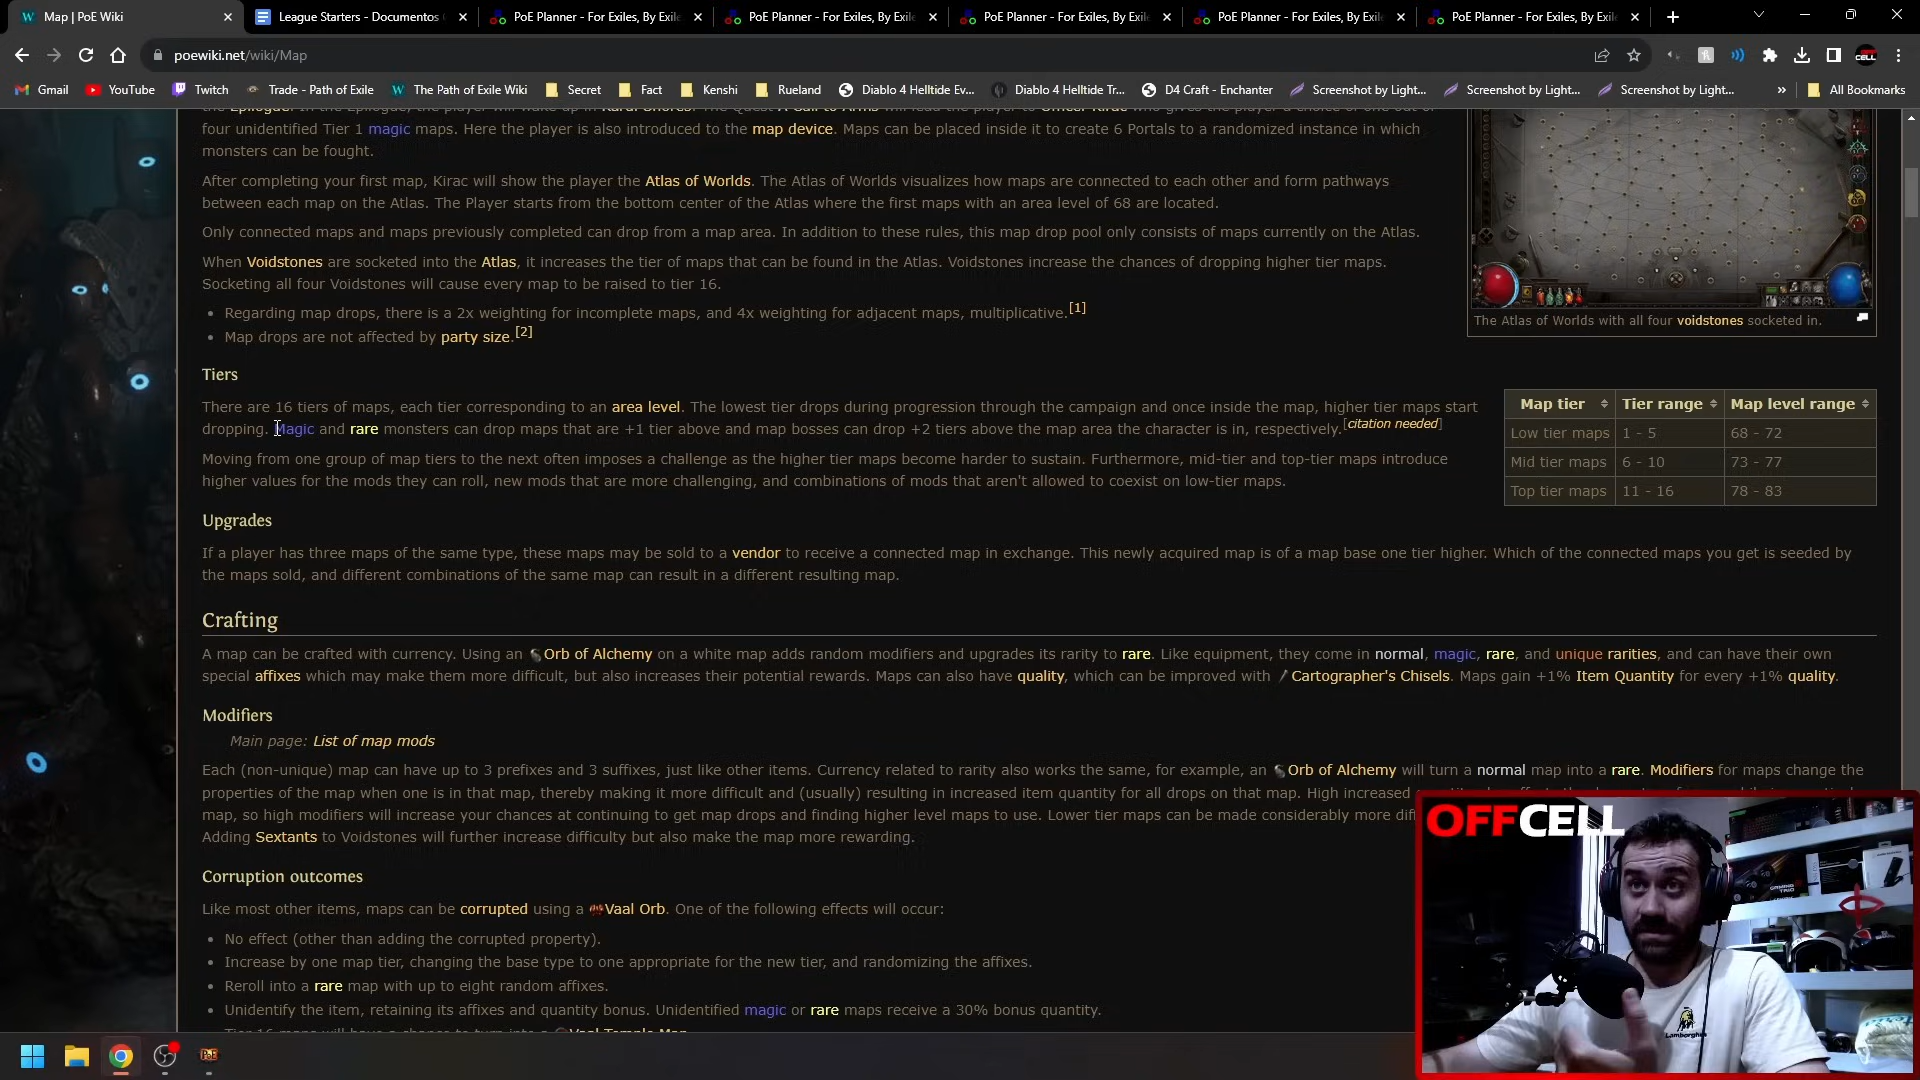 Map | PoE Wiki
League Starters - Documentos
PoE Planner - For Exiles, By Exile
PoE Planner - For Exiles, By Exile
PoE Planner - For Exiles, By Exile
PoE Planner - For Exiles, By Exile
PoE Planner - For Exiles, By Exile
poewiki.net/wiki/Map
Gmail
YouTube
Twitch
Trade - Path of Exile
The Path of Exile Wiki
Secret
Fact
Kenshi
Rueland
Diablo 4 Helltide Ev...
Diablo 4 Helltide Tr...
D4 Craft - Enchanter
Screenshot by Light...
Screenshot by Light...
Screenshot by Light...
All Bookmarks
four unidentified Tier 1 magic maps. Here the player is also introduced to the map device. Maps can be placed inside it to create 6 Portals to a randomized instance in which
monsters can be fought.
After completing your first map, Kirac will show the player the Atlas of Worlds. The Atlas of Worlds visualizes how maps are connected to each other and form pathways
between each map on the Atlas. The Player starts from the bottom center of the Atlas where the first maps with an area level of 68 are located.
Only connected maps and maps previously completed can drop from a map area. In addition to these rules, this map drop pool only consists of maps currently on the Atlas.
When Voidstones are socketed into the Atlas, it increases the tier of maps that can be found in the Atlas. Voidstones increase the chances of dropping higher tier maps.
Socketing all four Voidstones will cause every map to be raised to tier 16.
• Regarding map drops, there is a 2x weighting for incomplete maps, and 4x weighting for adjacent maps, multiplicative.[1]
• Map drops are not affected by party size.[2]
The Atlas of Worlds with all four voidstones socketed in.
Tiers
There are 16 tiers of maps, each tier corresponding to an area level. The lowest tier drops during progression through the campaign and once inside the map, higher tier maps start
dropping. Magic and rare monsters can drop maps that are +1 tier above and map bosses can drop +2 tiers above the map area the character is in, respectively.[citation needed]
Moving from one group of map tiers to the next often imposes a challenge as the higher tier maps become harder to sustain. Furthermore, mid-tier and top-tier maps introduce
higher values for the mods they can roll, new mods that are more challenging, and combinations of mods that aren't allowed to coexist on low-tier maps.
Map tier Tier range Map level range
Low tier maps 1 - 5 68 - 72
Mid tier maps 6 - 10 73 - 77
Top tier maps 11 - 16 78 - 83
Upgrades
If a player has three maps of the same type, these maps may be sold to a vendor to receive a connected map in exchange. This newly acquired map is of a map base one tier higher. Which of the connected maps you get is seeded by
the maps sold, and different combinations of the same map can result in a different resulting map.
Crafting
A map can be crafted with currency. Using an Orb of Alchemy on a white map adds random modifiers and upgrades its rarity to rare. Like equipment, they come in normal, magic, rare, and unique rarities, and can have their own
special affixes which may make them more difficult, but also increases their potential rewards. Maps can also have quality, which can be improved with Cartographer's Chisels. Maps gain +1% Item Quantity for every +1% quality.
Modifiers
Main page: List of map mods
Each (non-unique) map can have up to 3 prefixes and 3 suffixes, just like other items. Currency related to rarity also works the same, for example, an Orb of Alchemy will turn a normal map into a rare. Modifiers for maps change the
properties of the map when one is in that map, thereby making it more difficult and (usually) resulting in increased item quantity for all drops on that map. High increased
map, so high modifiers will increase your chances at continuing to get map drops and finding higher level maps to use. Lower tier maps can be made considerably more
Adding Sextants to Voidstones will further increase difficulty but also make the map more rewarding.
Corruption outcomes
Like most other items, maps can be corrupted using a Vaal Orb. One of the following effects will occur:
• No effect (other than adding the corrupted property).
• Increase by one map tier, changing the base type to one appropriate for the new tier, and randomizing the affixes.
• Reroll into a rare map with up to eight random affixes.
• Unidentify the item, retaining its affixes and quantity bonus. Unidentified magic or rare maps receive a 30% bonus quantity.
OFFCELL